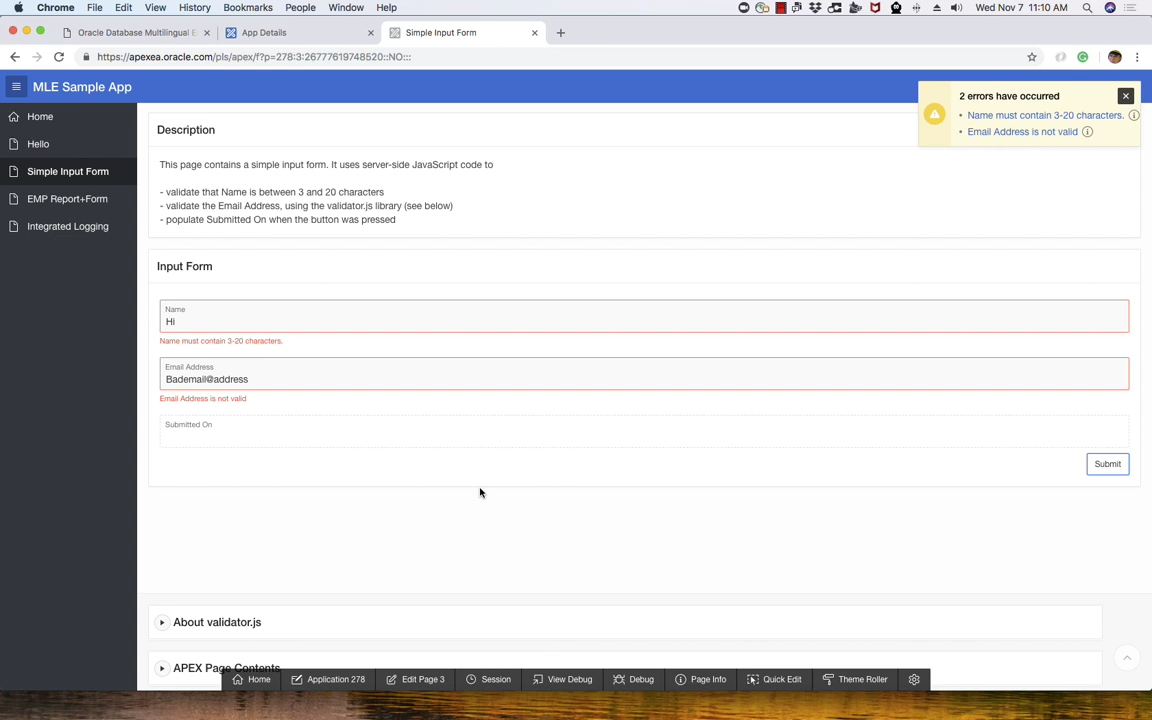 Chrome File Edit View History Bookmarks People Window Help Wed Nov 7 11:10 AM
Oracle Database Multilingual E App Details Simple Input Form
https://apexea.oracle.com/pls/apex/f?p=278:3:26777619748520::NO:::
MLE Sample App
2 errors have occurred
• Name must contain 3-20 characters.
• Email Address is not valid
Home
Hello
Simple Input Form
EMP Report+Form
Integrated Logging
Description
This page contains a simple input form. It uses server-side JavaScript code to
- validate that Name is between 3 and 20 characters
- validate the Email Address, using the validator.js library (see below)
- populate Submitted On when the button was pressed
Input Form
Name
Hi
Name must contain 3-20 characters.
Email Address
Bademail@address
Email Address is not valid
Submitted On
Submit
About validator.js
APEX Page Contents
Home Application 278 Edit Page 3 Session View Debug Debug Page Info Quick Edit Theme Roller